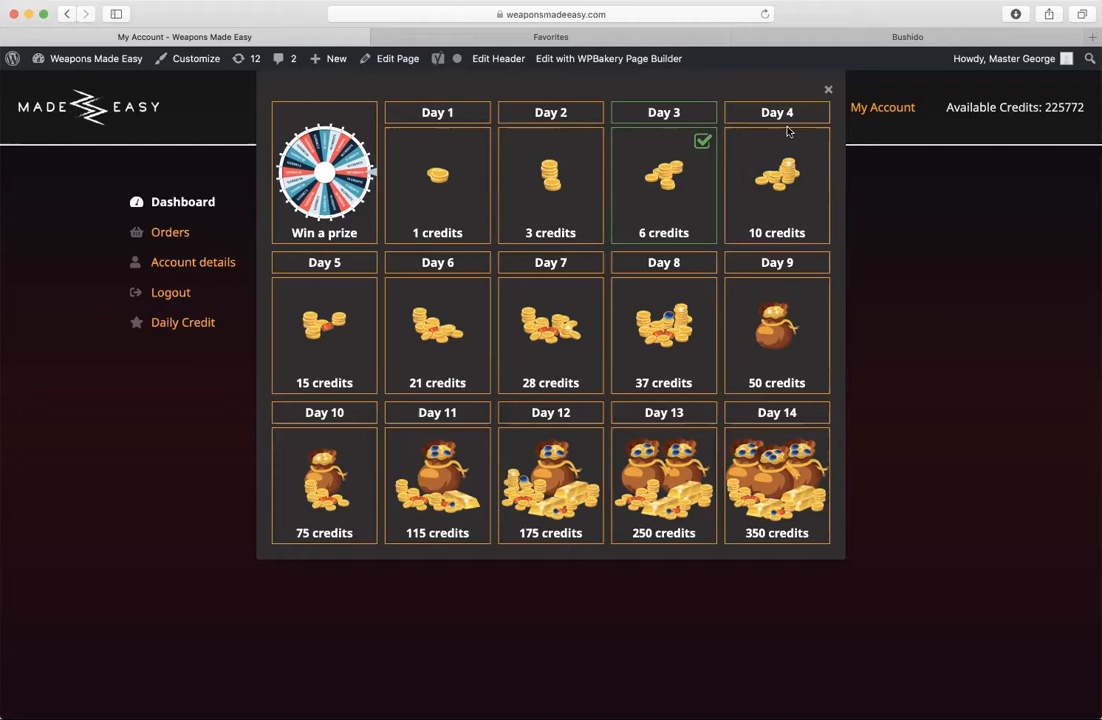 weaponsmadeeasy.com
My Account - Weapons Made Easy
Favorites
Bushido
Weapons Made Easy
Customize
12
2
New
Edit Page
Edit Header
Edit with WPBakery Page Builder
Howdy, Master George
MADE EASY
My Account
Available Credits: 225772
Dashboard
Orders
Account details
Logout
Daily Credit
Win a prize
Day 1
1 credits
Day 2
3 credits
Day 3
6 credits
Day 4
10 credits
Day 5
15 credits
Day 6
21 credits
Day 7
28 credits
Day 8
37 credits
Day 9
50 credits
Day 10
75 credits
Day 11
115 credits
Day 12
175 credits
Day 13
250 credits
Day 14
350 credits